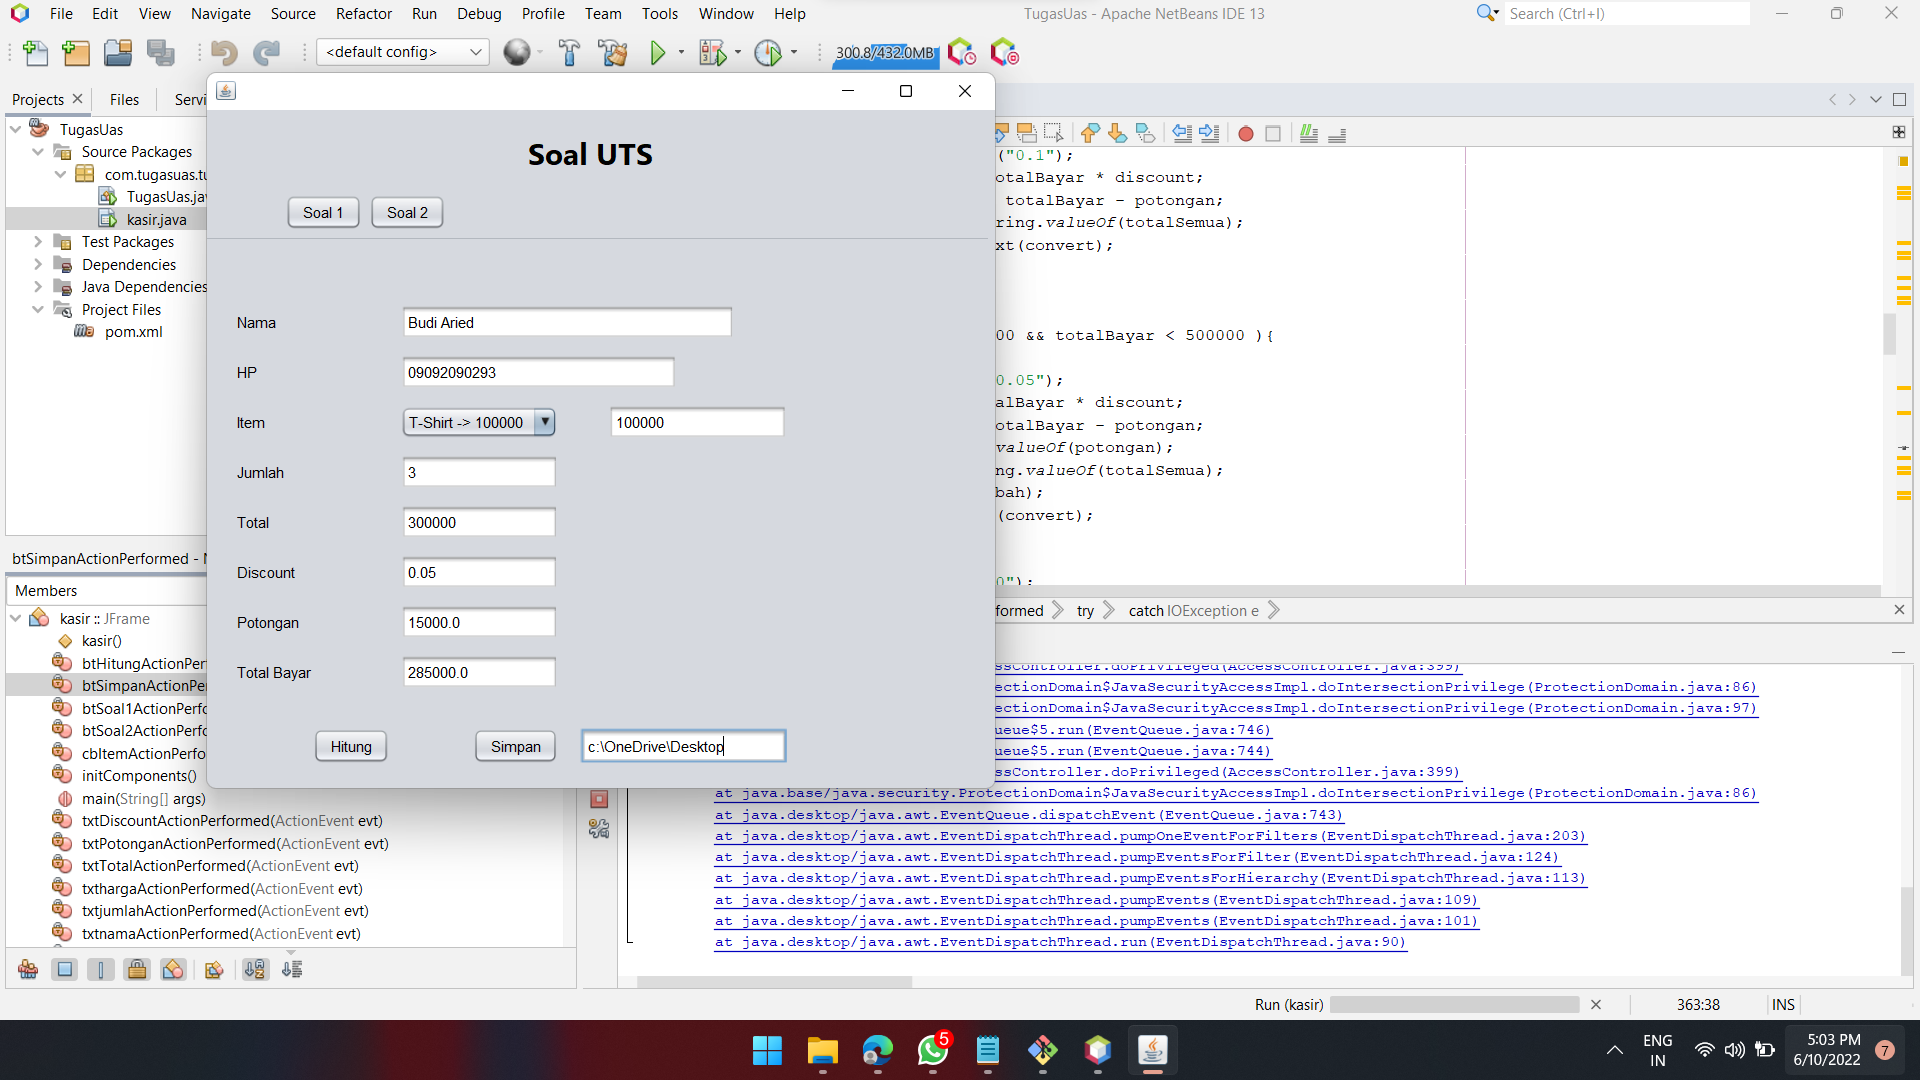 File Edit View Navigate Source Refactor Run Debug Profile Team Tools Window Help
TugasUas - Apache NetBeans IDE 13
Search (Ctrl+I)
<default config>
300.8/432.0MB
Projects
Files
Servi
TugasUas
Source Packages
com.tugasuas.tu
TugasUas.jav
kasir.java
Test Packages
Dependencies
Java Dependencies
Project Files
pom.xml
Soal UTS
Soal 1
Soal 2
Nama
Budi Aried
HP
09092090293
Item
T-Shirt -> 100000
100000
Jumlah
3
Total
300000
Discount
0.05
Potongan
15000.0
Total Bayar
285000.0
Hitung
Simpan
c:\OneDrive\Desktop
("0.1");
otalBayar * discount;
totalBayar - potongan;
ring.valueOf(totalSemua);
xt(convert);
00 && totalBayar < 500000 ){
0.05");
alBayar * discount;
otalBayar - potongan;
valueOf(potongan);
ng.valueOf(totalSemua);
bah);
(convert);
0");
formed
try
catch IOException e
btSimpanActionPerformed -
Members
kasir :: JFrame
kasir()
btHitungActionPer
btSimpanActionPe
btSoal1ActionPerfo
btSoal2ActionPerfo
cbItemActionPerfo
initComponents()
main(String[] args)
txtDiscountActionPerformed(ActionEvent evt)
txtPotonganActionPerformed(ActionEvent evt)
txtTotalActionPerformed(ActionEvent evt)
txthargaActionPerformed(ActionEvent evt)
txtjumlahActionPerformed(ActionEvent evt)
txtnamaActionPerformed(ActionEvent evt)
ssController.doPrivileged(AccessController.java:399)
ectionDomain$JavaSecurityAccessImpl.doIntersectionPrivilege(ProtectionDomain.java:86)
ectionDomain$JavaSecurityAccessImpl.doIntersectionPrivilege(ProtectionDomain.java:97)
ueue$5.run(EventQueue.java:746)
ueue$5.run(EventQueue.java:744)
ssController.doPrivileged(AccessController.java:399)
at java.base/java.security.ProtectionDomain$JavaSecurityAccessImpl.doIntersectionPrivilege(ProtectionDomain.java:86)
at java.desktop/java.awt.EventQueue.dispatchEvent(EventQueue.java:743)
at java.desktop/java.awt.EventDispatchThread.pumpOneEventForFilters(EventDispatchThread.java:203)
at java.desktop/java.awt.EventDispatchThread.pumpEventsForFilter(EventDispatchThread.java:124)
at java.desktop/java.awt.EventDispatchThread.pumpEventsForHierarchy(EventDispatchThread.java:113)
at java.desktop/java.awt.EventDispatchThread.pumpEvents(EventDispatchThread.java:109)
at java.desktop/java.awt.EventDispatchThread.pumpEvents(EventDispatchThread.java:101)
at java.desktop/java.awt.EventDispatchThread.run(EventDispatchThread.java:90)
Run (kasir)
363:38
INS
5
ENG
IN
5:03 PM
6/10/2022
7